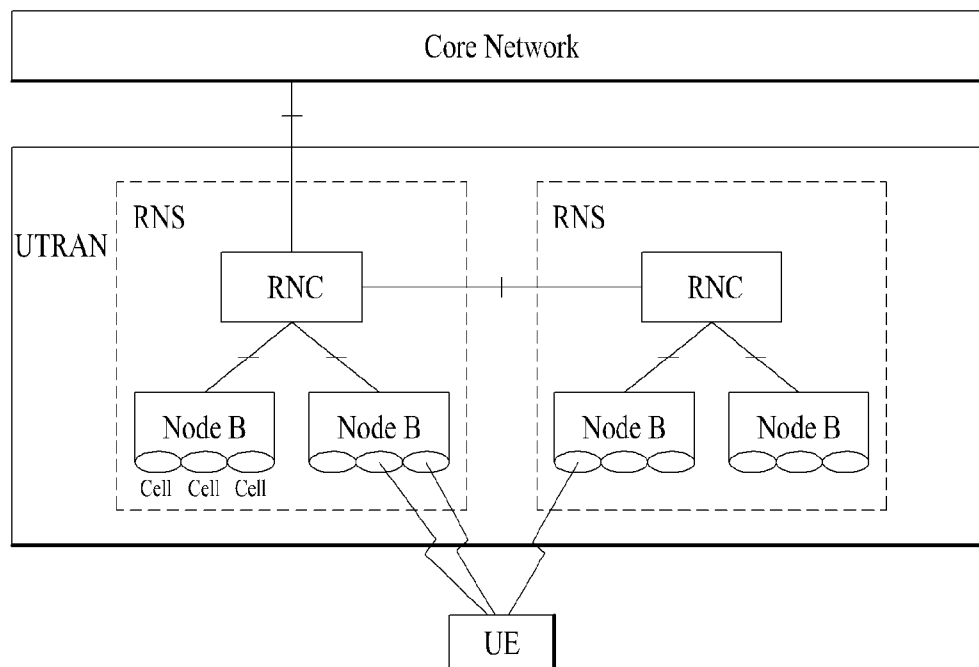 Core Network
UTRAN
RNS
RNS
RNC
RNC
Node B
Node B
Node B
Node B
Cell Cell Cell
UE